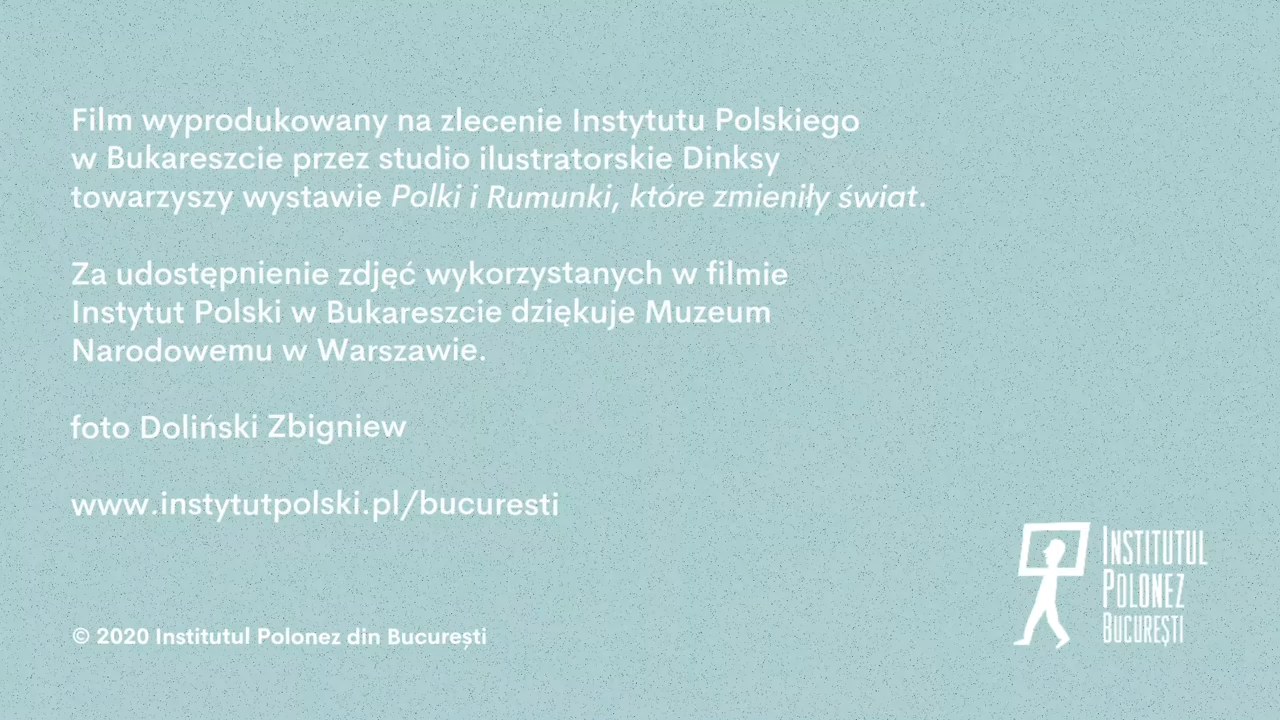 Film wyprodukowany na zlecenie Instytutu Polskiego
w Bukareszcie przez studio ilustratorskie Dinksy
towarzyszy wystawie Polki i Rumunki, które zmieniły świat.
Za udostępnienie zdjęć wykorzystanych w filmie
Instytut Polski w Bukareszcie dziękuje Muzeum
Narodowemu w Warszawie.
foto Doliński Zbigniew
www.instytutpolski.pl/bucuresti
© 2020 Institutul Polonez din București
INSTITUTUL
POLONEZ
BUCUREȘTI